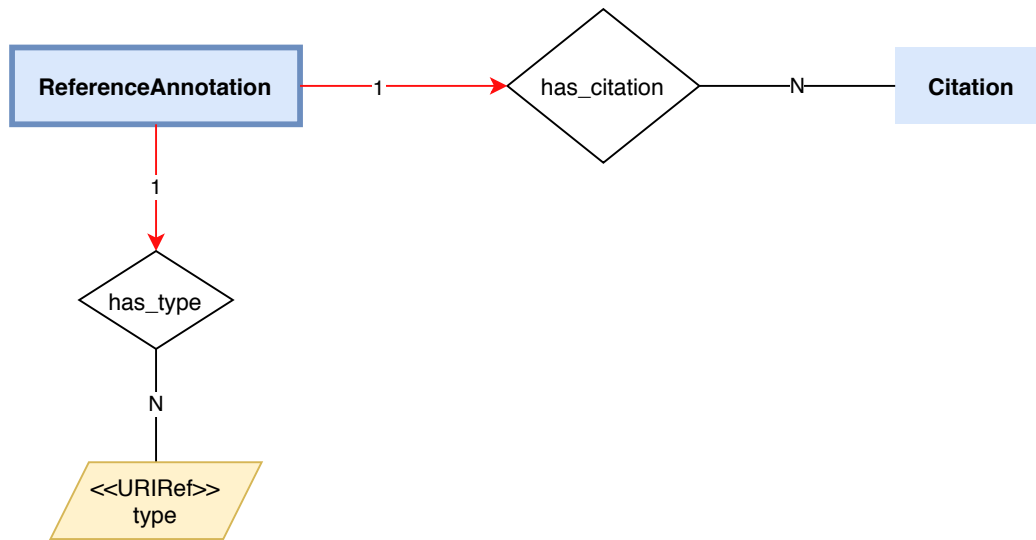 ReferenceAnnotation
1
has_citation
N
Citation
1
has_type
N
<<URIRef>>
type